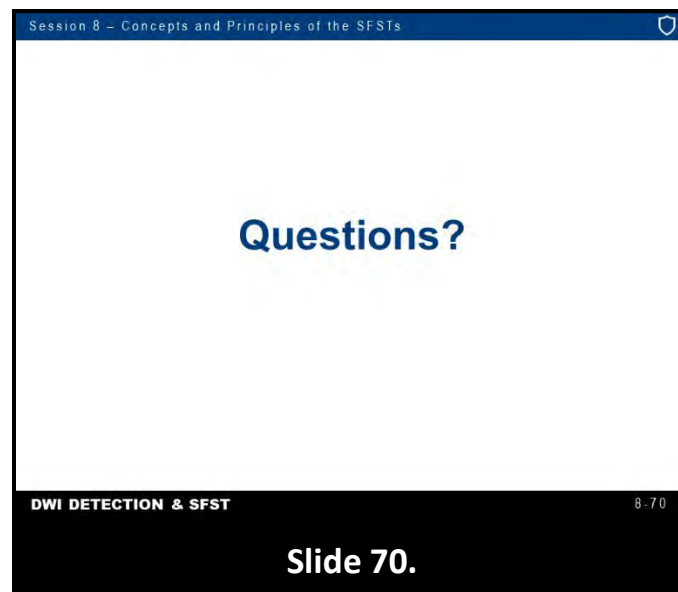 Session 8 – Concepts and Principles of the SFSTs
Questions?
DWI DETECTION & SFST 8-70
Slide 70.